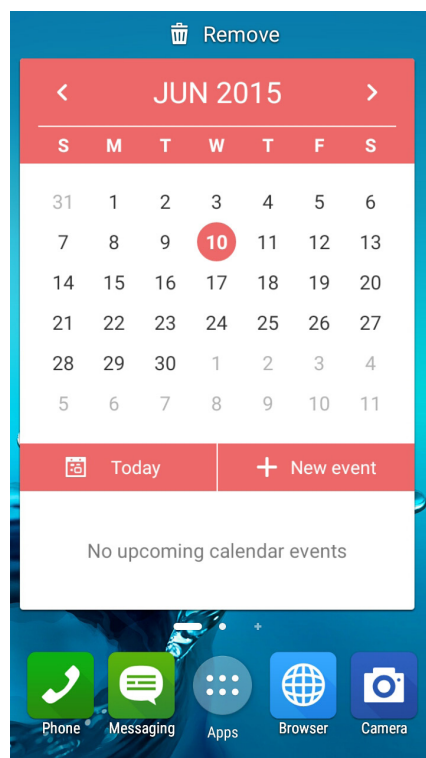 Remove
JUN 2015
S M T W T F S
31 1 2 3 4 5 6
7 8 9 10 11 12 13
14 15 16 17 18 19 20
21 22 23 24 25 26 27
28 29 30 1 2 3 4
5 6 7 8 9 10 11
Today New event
No upcoming calendar events
Phone Messaging Apps Browser Camera